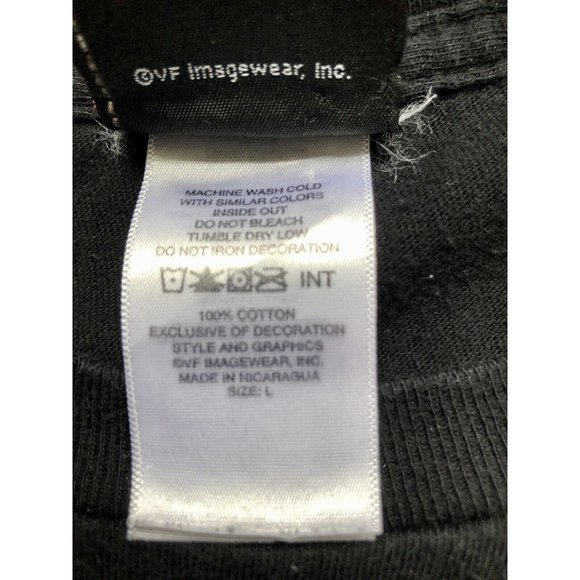 ©VF Imagewear, Inc.
MACHINE WASH COLD
WITH SIMILAR COLORS
INSIDE OUT
DO NOT BLEACH
TUMBLE DRY LOW
DO NOT IRON DECORATION
INT
100% COTTON
EXCLUSIVE OF DECORATION
STYLE AND GRAPHICS
©VF IMAGEWEAR, INC.
MADE IN NICARAGUA
SIZE: L